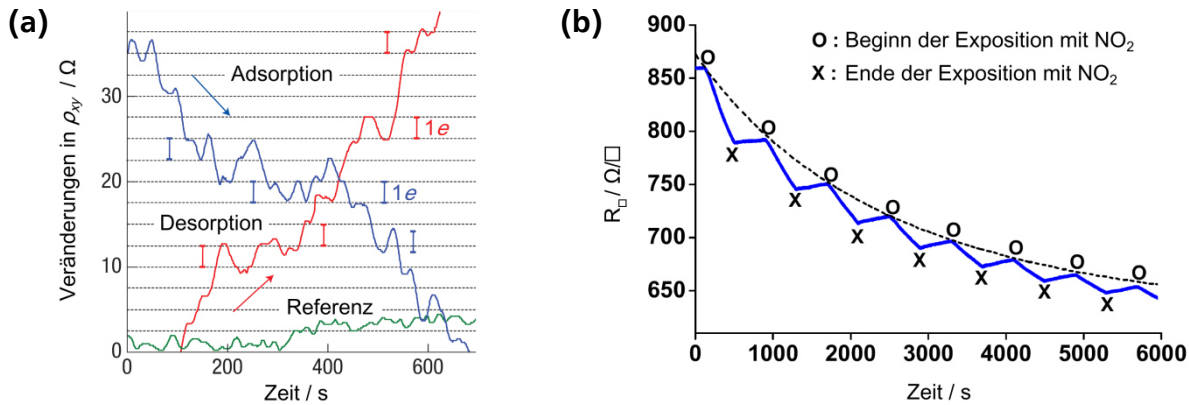 (a)
Veränderungen in ρxy / Ω
40
30
20
10
0
Adsorption
1e
1e
Desorption
Referenz
0
200
400
600
Zeit / s
(b)
R□ / Ω/□
900
850
800
750
700
650
O : Beginn der Exposition mit NO₂
X : Ende der Exposition mit NO₂
O
O
O
O
O
O
O
O
X
X
X
X
X
X
X
X
0
1000
2000
3000
4000
5000
6000
Zeit / s